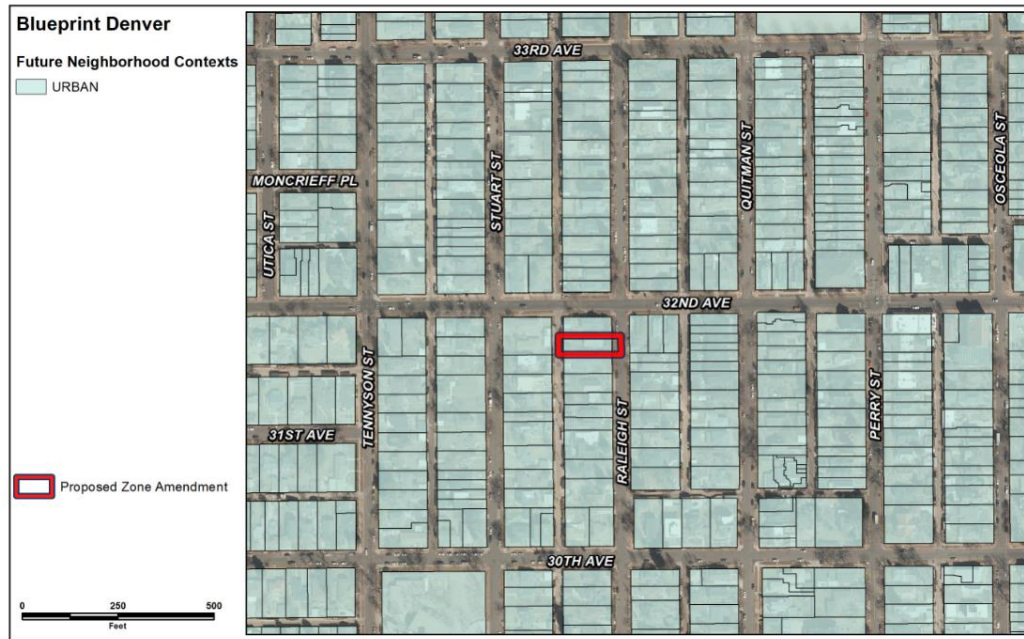 Blueprint Denver
Future Neighborhood Contexts
URBAN
33RD AVE
MONCRIEFF PL
UTICA ST
STUART ST
QUITMAN ST
OSCEOLA ST
32ND AVE
TENNYSON ST
RALEIGH ST
PERRY ST
31ST AVE
30TH AVE
Proposed Zone Amendment
0 250 500
Feet